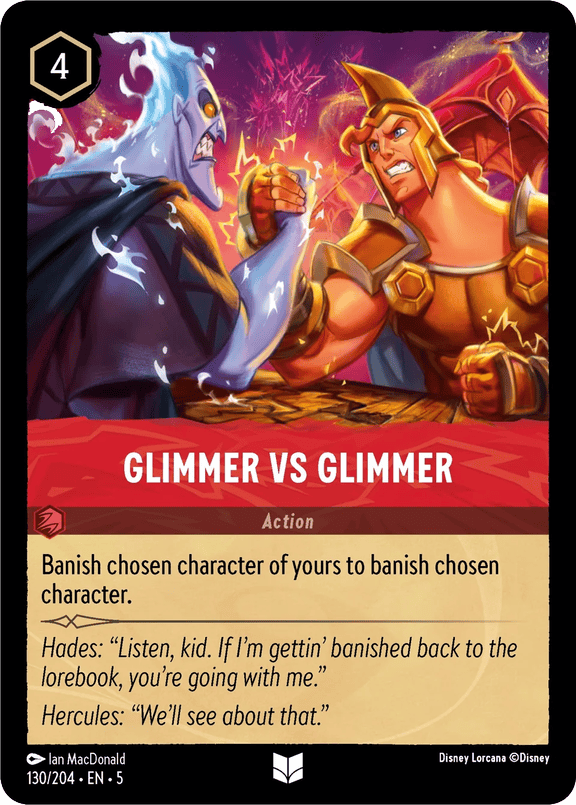 4
GLIMMER VS GLIMMER
Action
Banish chosen character of yours to banish chosen
character.
Hades: “Listen, kid. If I’m gettin’ banished back to the
lorebook, you’re going with me.”
Hercules: “We’ll see about that.”
Ian MacDonald
Disney Lorcana ©Disney
130/204 • EN • 5